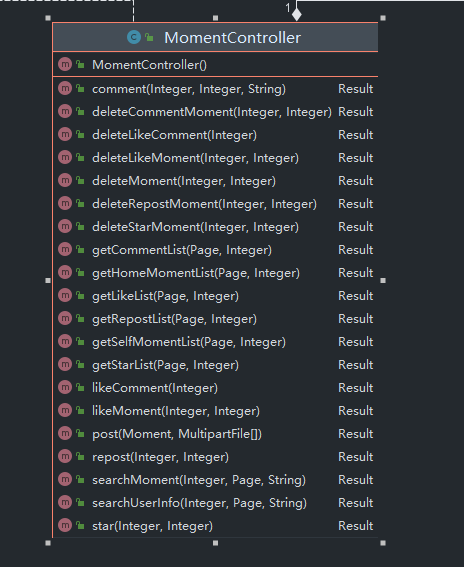 1
MomentController
MomentController()
comment(Integer, Integer, String) Result
deleteCommentMoment(Integer, Integer) Result
deleteLikeComment(Integer) Result
deleteLikeMoment(Integer, Integer) Result
deleteMoment(Integer, Integer) Result
deleteRepostMoment(Integer, Integer) Result
deleteStarMoment(Integer, Integer) Result
getCommentList(Page, Integer) Result
getHomeMomentList(Page, Integer) Result
getLikeList(Page, Integer) Result
getRepostList(Page, Integer) Result
getSelfMomentList(Page, Integer) Result
getStarList(Page, Integer) Result
likeComment(Integer) Result
likeMoment(Integer, Integer) Result
post(Moment, MultipartFile[]) Result
repost(Integer, Integer) Result
searchMoment(Integer, Page, String) Result
searchUserInfo(Integer, Page, String) Result
star(Integer, Integer) Result